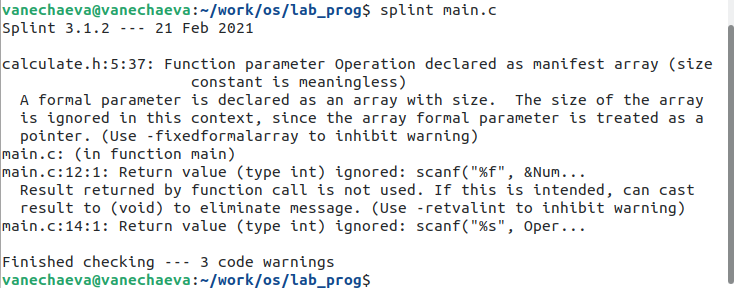 vanechaeva@vanechaeva:~/work/os/lab_prog$ splint main.c
Splint 3.1.2 --- 21 Feb 2021

calculate.h:5:37: Function parameter Operation declared as manifest array (size
                     constant is meaningless)
  A formal parameter is declared as an array with size.  The size of the array
  is ignored in this context, since the array formal parameter is treated as a
  pointer. (Use -fixedformalarray to inhibit warning)
main.c: (in function main)
main.c:12:1: Return value (type int) ignored: scanf("%f", &Num...
  Result returned by function call is not used. If this is intended, can cast
  result to (void) to eliminate message. (Use -retvalint to inhibit warning)
main.c:14:1: Return value (type int) ignored: scanf("%s", Oper...

Finished checking --- 3 code warnings
vanechaeva@vanechaeva:~/work/os/lab_prog$